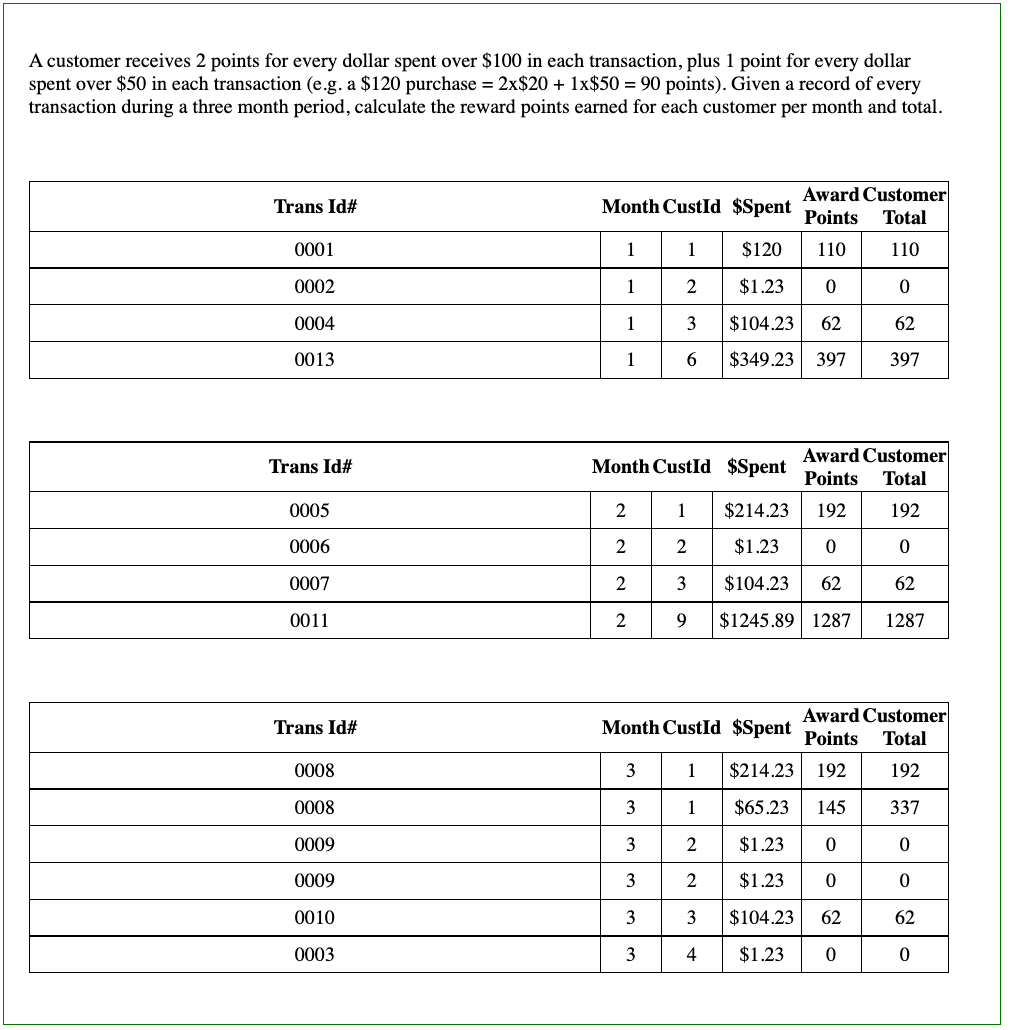 A customer receives 2 points for every dollar spent over $100 in each transaction, plus 1 point for every dollar
spent over $50 in each transaction (e.g. a $120 purchase = 2x$20 + 1x$50 = 90 points). Given a record of every
transaction during a three month period, calculate the reward points earned for each customer per month and total.
Trans Id# Month CustId $Spent Award Points Customer Total
0001 1 1 $120 110 110
0002 1 2 $1.23 0 0
0004 1 3 $104.23 62 62
0013 1 6 $349.23 397 397
Trans Id# Month CustId $Spent Award Points Customer Total
0005 2 1 $214.23 192 192
0006 2 2 $1.23 0 0
0007 2 3 $104.23 62 62
0011 2 9 $1245.89 1287 1287
Trans Id# Month CustId $Spent Award Points Customer Total
0008 3 1 $214.23 192 192
0008 3 1 $65.23 145 337
0009 3 2 $1.23 0 0
0009 3 2 $1.23 0 0
0010 3 3 $104.23 62 62
0003 3 4 $1.23 0 0